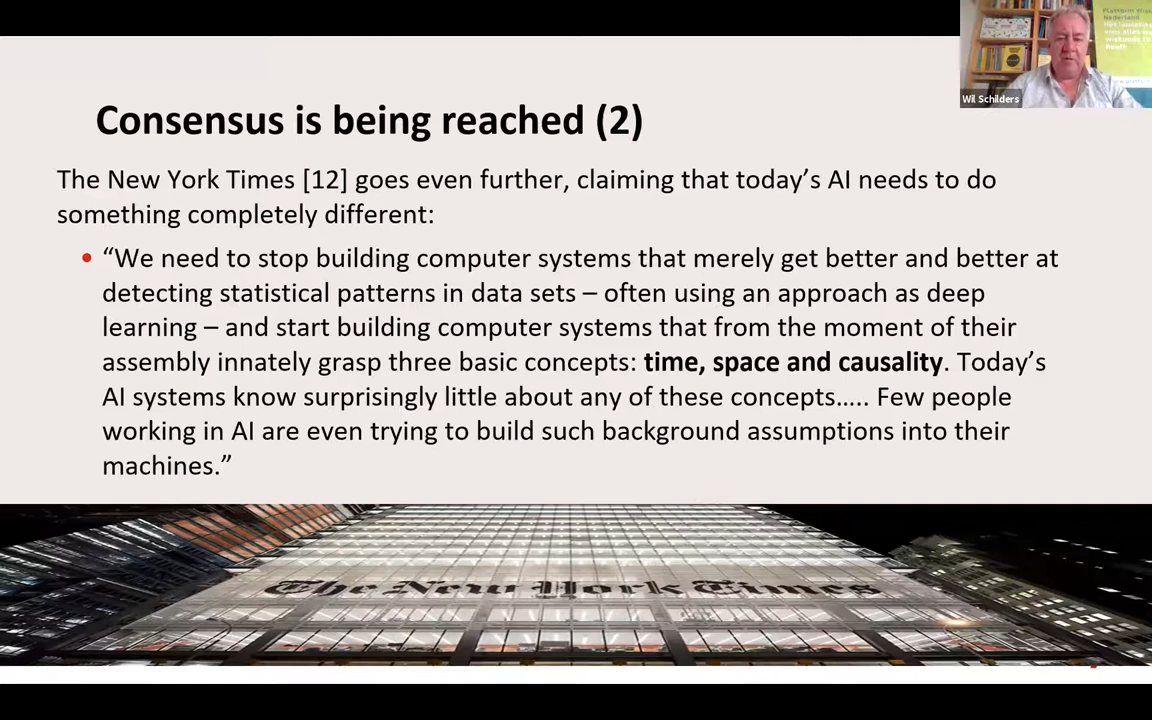 Platform Wis
Nederland
Wil Schilders
Consensus is being reached (2)
The New York Times [12] goes even further, claiming that today’s AI needs to do
something completely different:
• “We need to stop building computer systems that merely get better and better at
detecting statistical patterns in data sets – often using an approach as deep
learning – and start building computer systems that from the moment of their
assembly innately grasp three basic concepts: time, space and causality. Today’s
AI systems know surprisingly little about any of these concepts….. Few people
working in AI are even trying to build such background assumptions into their
machines.”
The New York Times